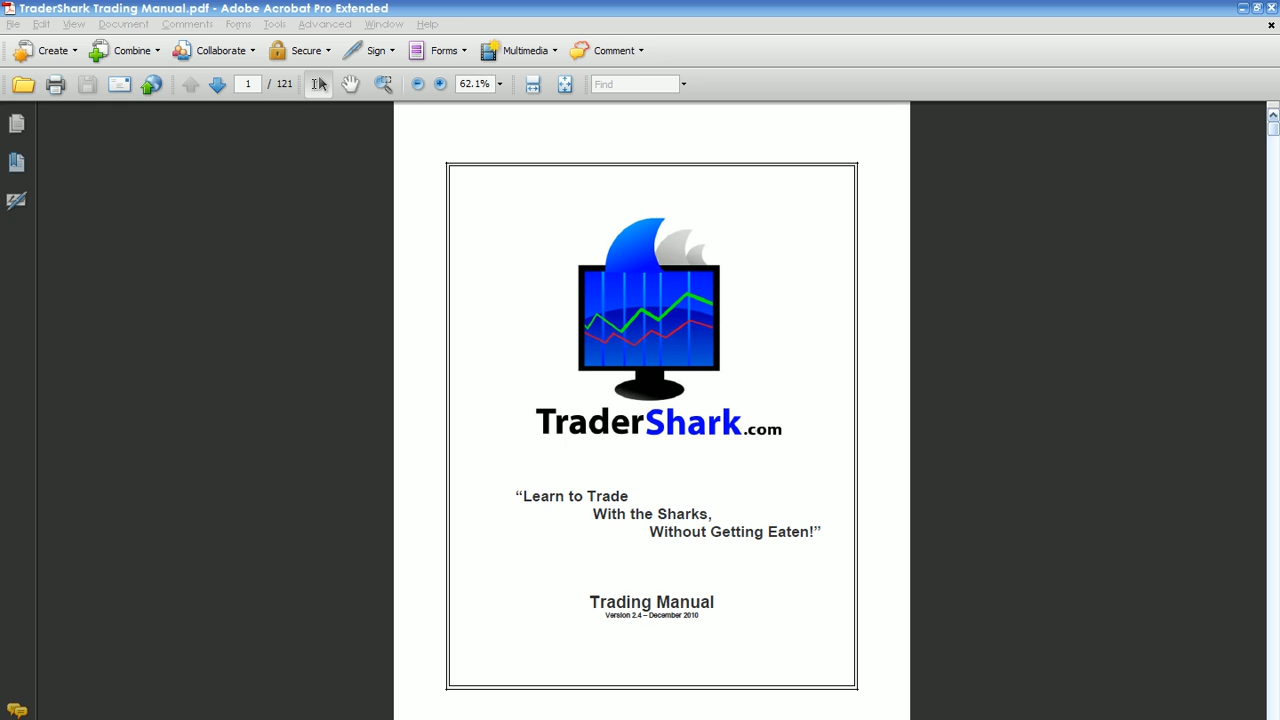 TraderShark Trading Manual.pdf - Adobe Acrobat Pro Extended
File Edit View Document Comments Forms Tools Advanced Window Help
Create Combine Collaborate Secure Sign Forms Multimedia Comment
1 / 121 62.1% Find
TraderShark.com
“Learn to Trade
With the Sharks,
Without Getting Eaten!”
Trading Manual
Version 2.4 – December 2010